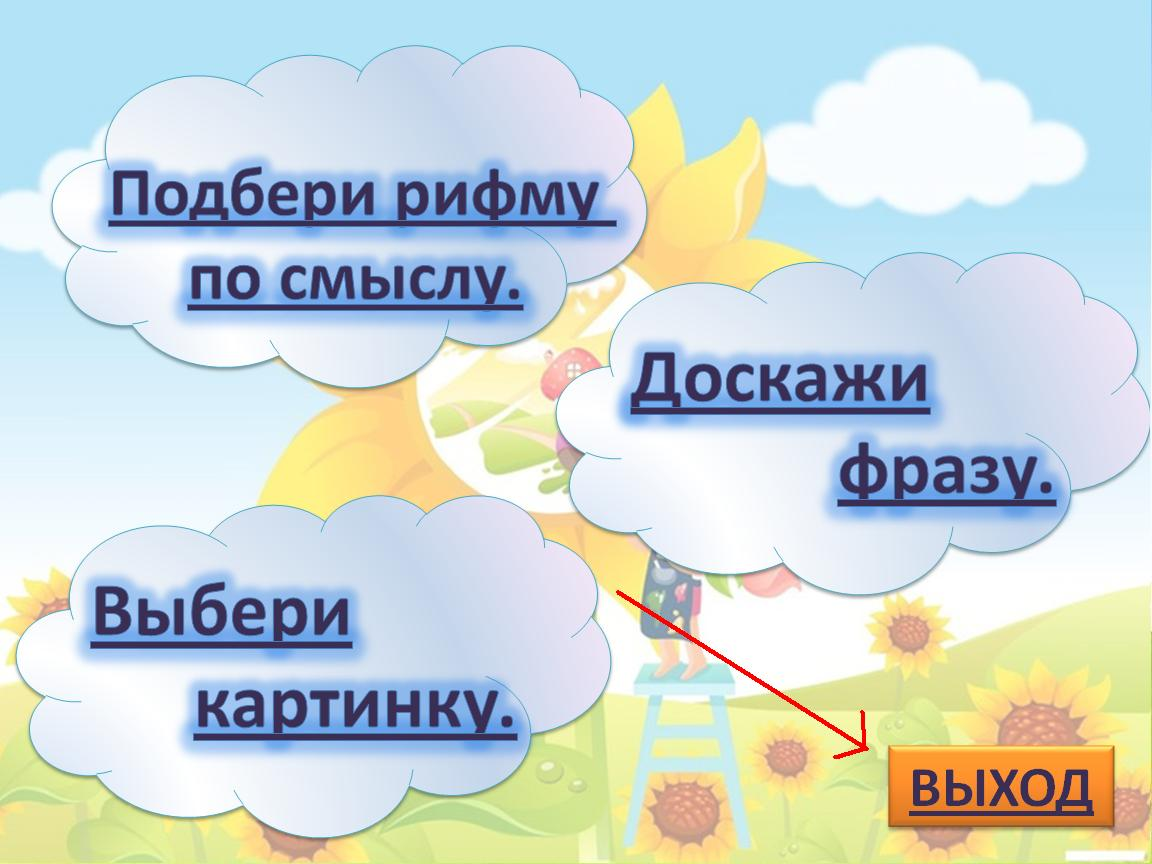 Подбери рифму
по смыслу.
Доскажи
фразу.
Выбери
картинку.
ВЫХОД